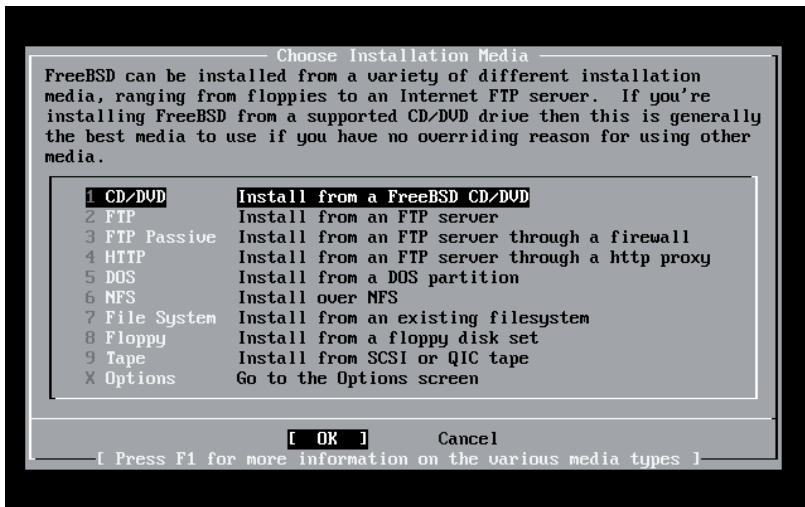 Choose Installation Media
FreeBSD can be installed from a variety of different installation
media, ranging from floppies to an Internet FTP server.  If you're
installing FreeBSD from a supported CD/DVD drive then this is generally
the best media to use if you have no overriding reason for using other
media.
1 CD/DVD Install from a FreeBSD CD/DVD
2 FTP Install from an FTP server
3 FTP Passive Install from an FTP server through a firewall
4 HTTP Install from an FTP server through a http proxy
5 DOS Install from a DOS partition
6 NFS Install over NFS
7 File System Install from an existing filesystem
8 Floppy Install from a floppy disk set
9 Tape Install from SCSI or QIC tape
X Options Go to the Options screen
[ OK ] Cancel
[ Press F1 for more information on the various media types ]